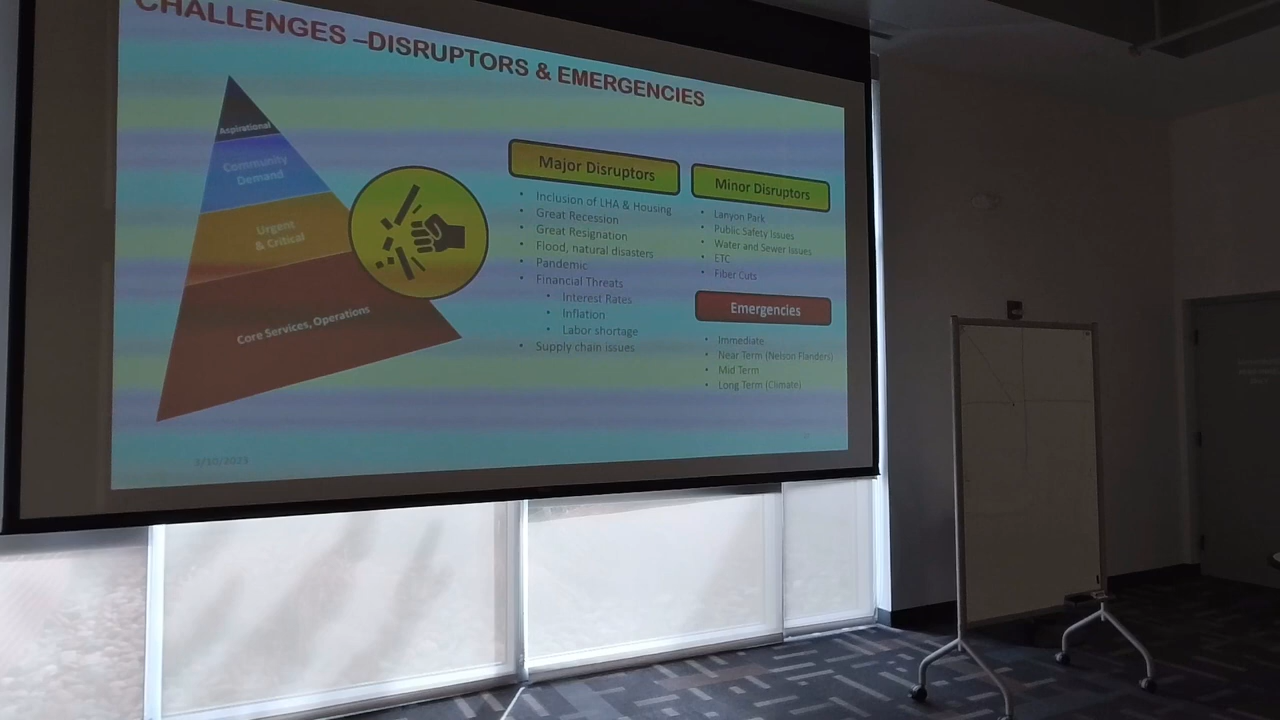 CHALLENGES –DISRUPTORS & EMERGENCIES
Aspirational
Community
Demand
Urgent
& Critical
Core Services, Operations
Major Disruptors
• Inclusion of LHA & Housing
• Great Recession
• Great Resignation
• Flood, natural disasters
• Pandemic
• Financial Threats
• Interest Rates
• Inflation
• Labor shortage
• Supply chain issues
Minor Disruptors
• Lanyon Park
• Public Safety Issues
• Water and Sewer Issues
• ETC
• Fiber Cuts
Emergencies
• Immediate
• Near Term (Nelson Flanders)
• Mid Term
• Long Term (Climate)